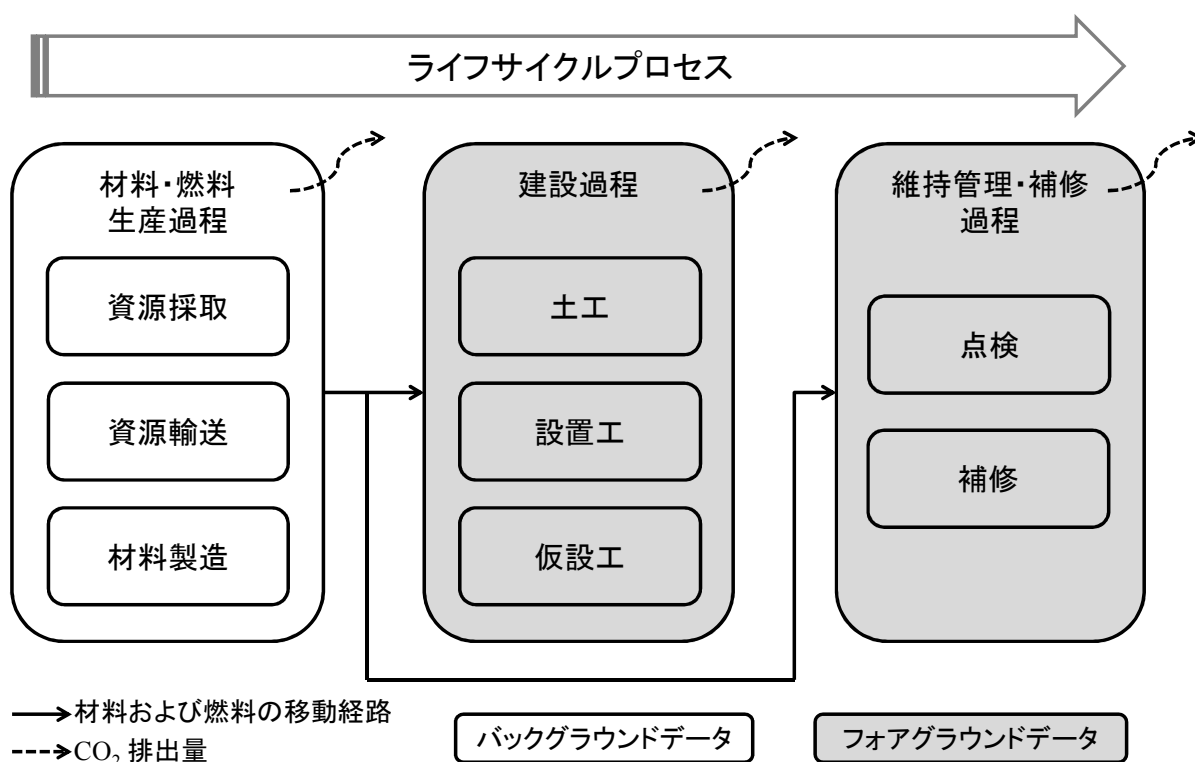 ライフサイクルプロセス
材料・燃料
生産過程
資源採取
資源輸送
材料製造
建設過程
土工
設置工
仮設工
維持管理・補修
過程
点検
補修
材料および燃料の移動経路
CO₂ 排出量
バックグラウンドデータ
フォアグラウンドデータ